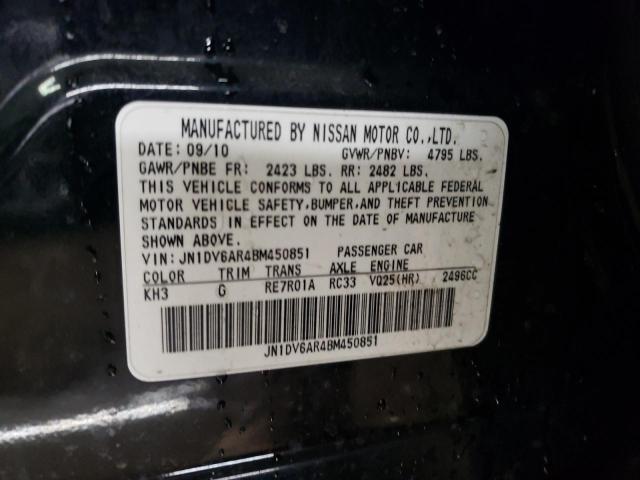 MANUFACTURED BY NISSAN MOTOR CO.,LTD.
DATE: 09/10 GVWR/PNBV: 4795 LBS.
GAWR/PNBE FR: 2423 LBS. RR: 2482 LBS.
THIS VEHICLE CONFORMS TO ALL APPLICABLE FEDERAL
MOTOR VEHICLE SAFETY,BUMPER,AND THEFT PREVENTION
STANDARDS IN EFFECT ON THE DATE OF MANUFACTURE
SHOWN ABOVE.
VIN: JN1DV6AR4BM450851 PASSENGER CAR
COLOR TRIM TRANS AXLE ENGINE
KH3 G RE7R01A RC33 VQ25(HR) 2496CC
JN1DV6AR4BM450851